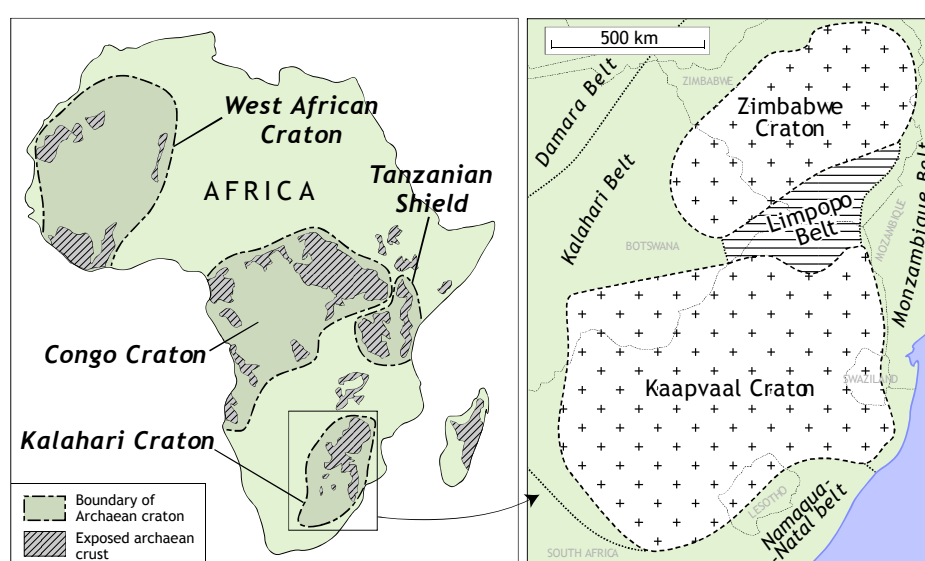 West African
Craton
AFRICA
Tanzanian
Shield
Congo Craton
Kalahari Craton
Boundary of
Archaean craton
Exposed archaean
crust
500 km
Damara Belt
ZIMBABWE
Zimbabwe
Craton
Kalahari Belt
Limpopo
Belt
BOTSWANA
MOZAMBIQUE
Monzambique Belt
Kaapvaal Craton
SWAZILAND
LESOTHO
Namaqua-
-Natal belt
SOUTH AFRICA